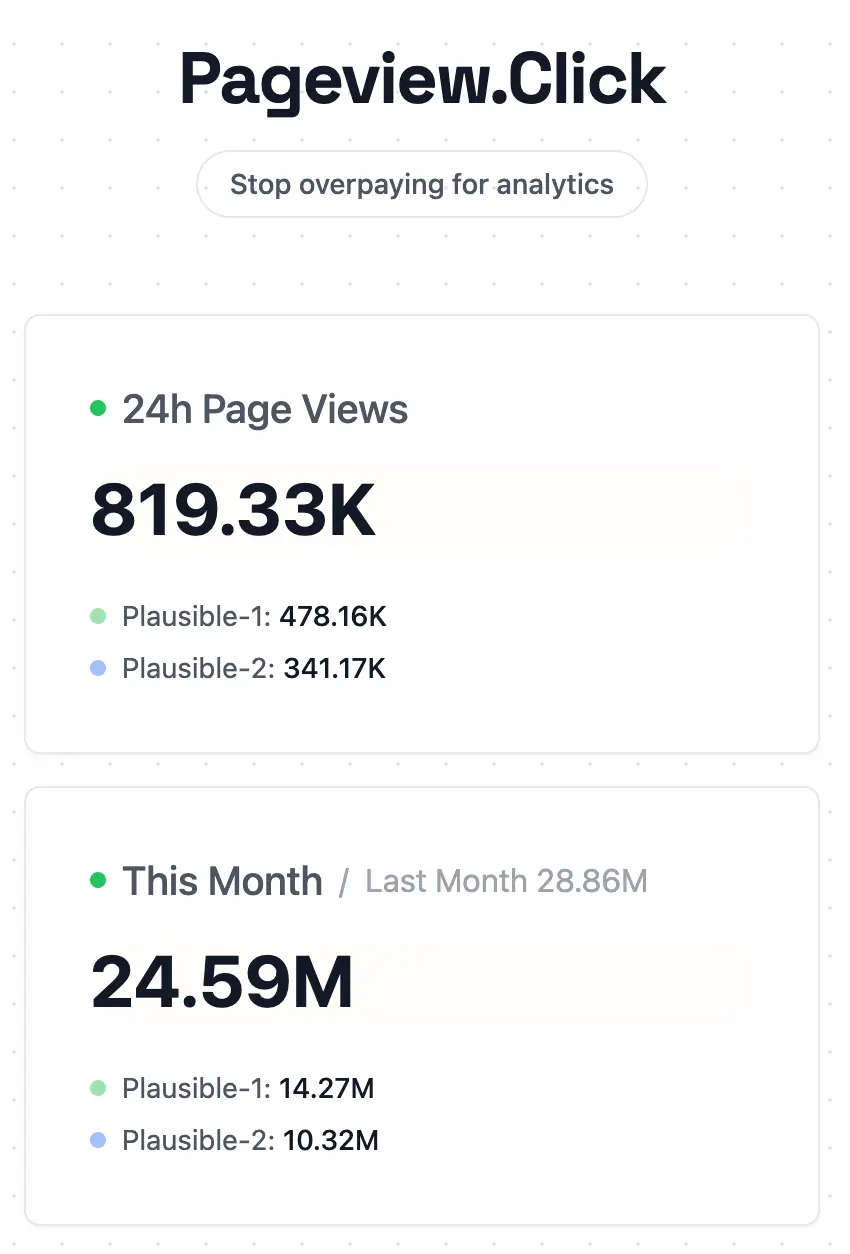 Pageview.Click
Stop overpaying for analytics
24h Page Views
819.33K
Plausible-1: 478.16K
Plausible-2: 341.17K
This Month / Last Month 28.86M
24.59M
Plausible-1: 14.27M
Plausible-2: 10.32M